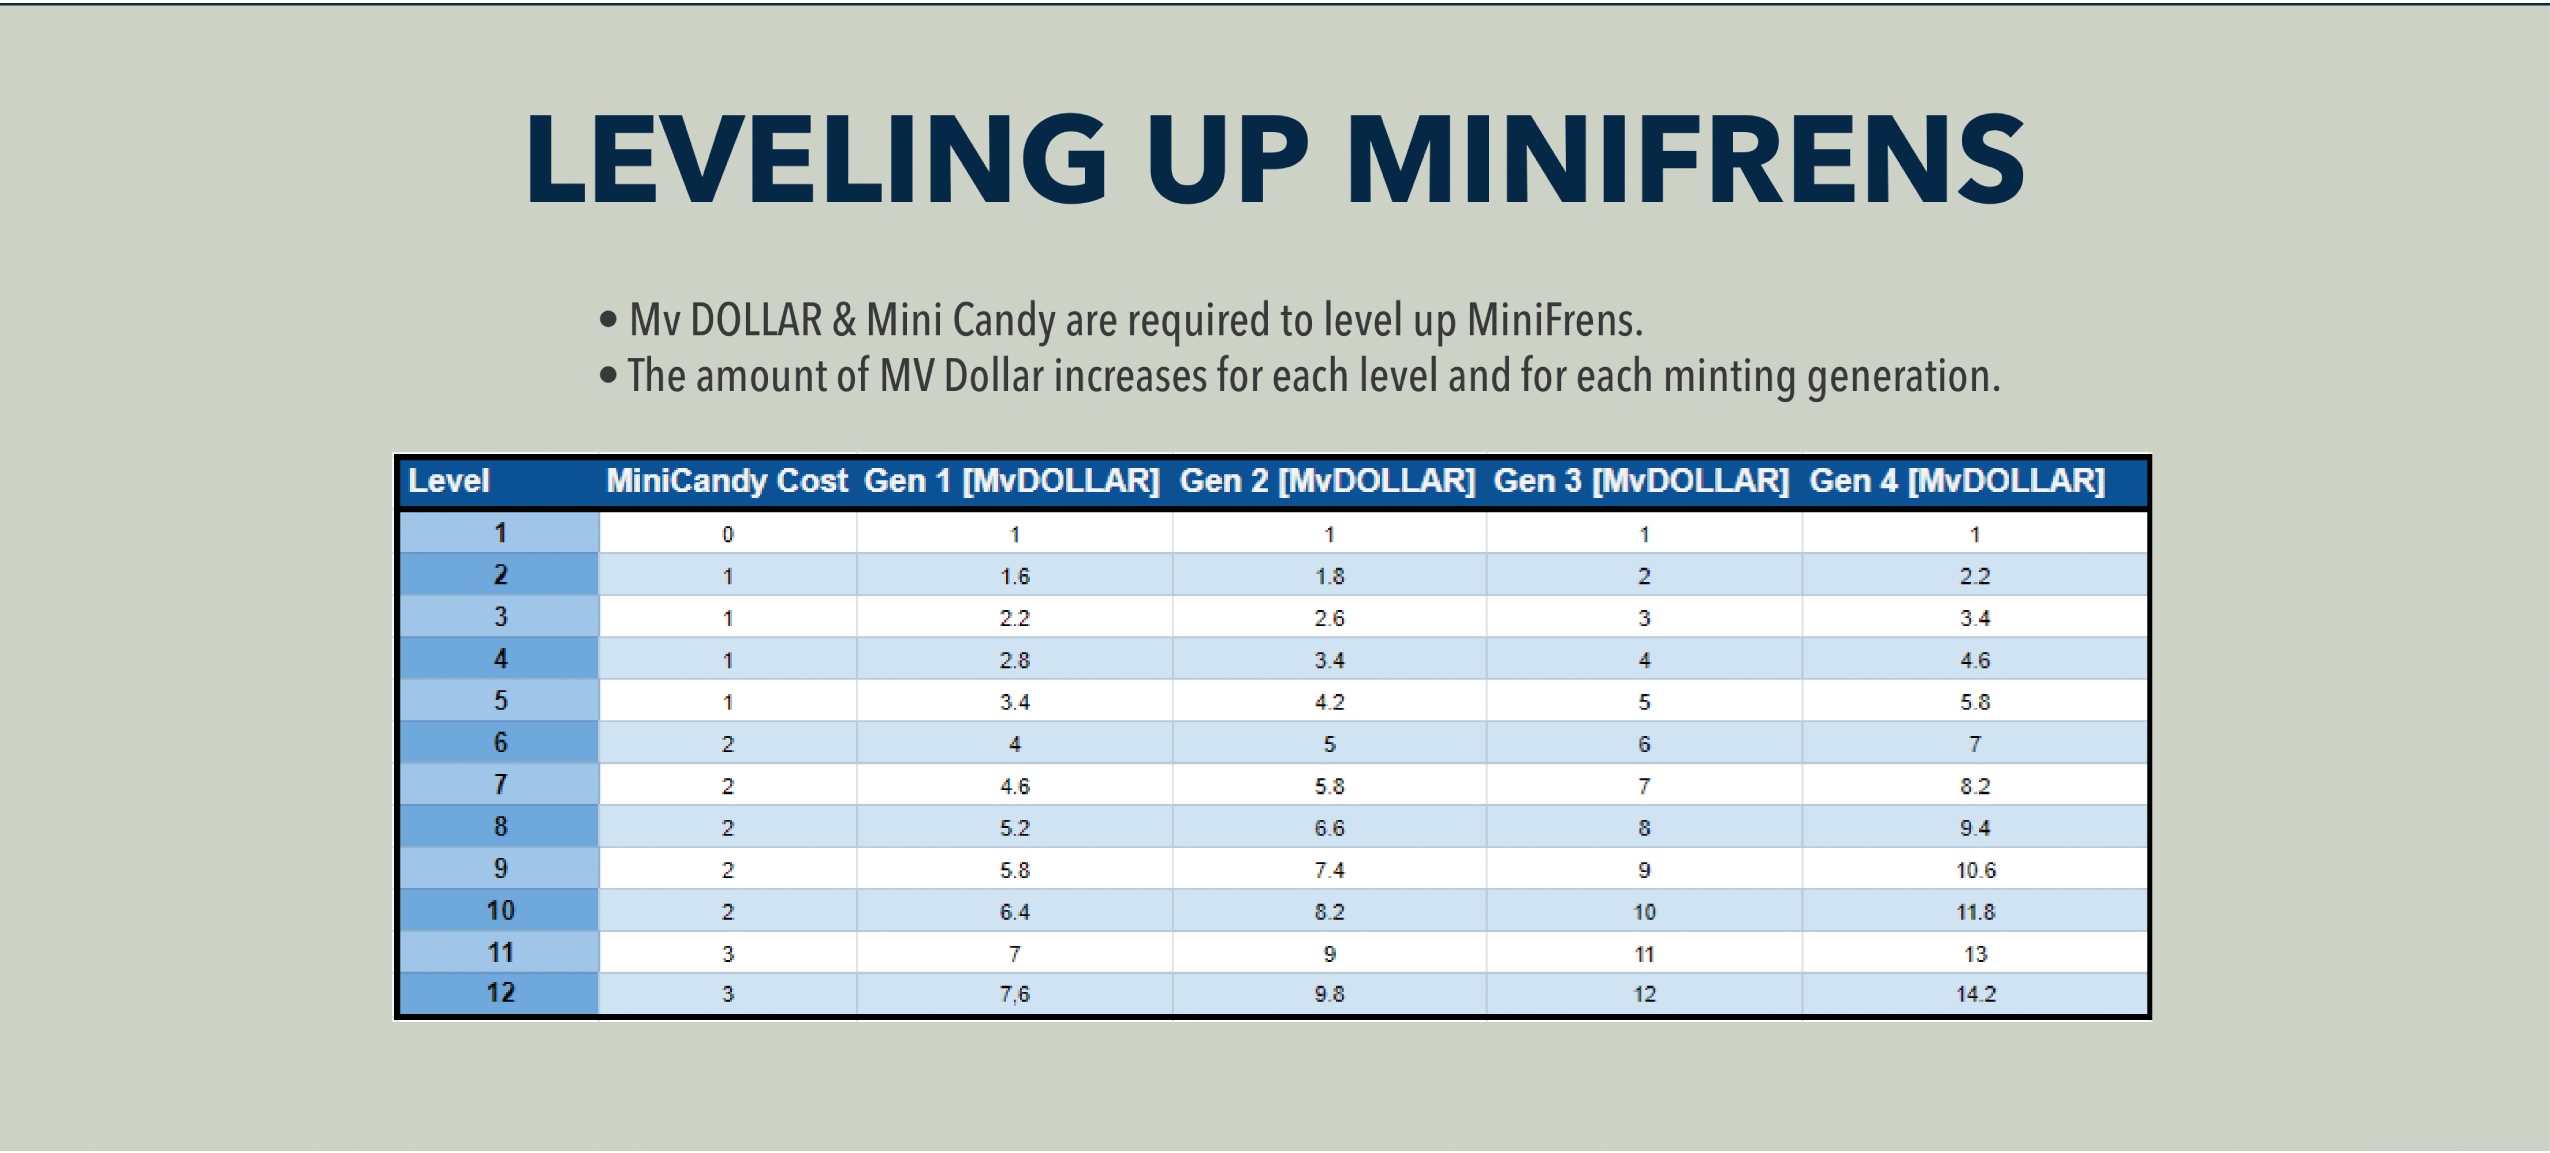 LEVELING UP MINIFRENS
• Mv DOLLAR & Mini Candy are required to level up MiniFrens.
• The amount of MV Dollar increases for each level and for each minting generation.
Level MiniCandy Cost Gen 1 [MvDOLLAR] Gen 2 [MvDOLLAR] Gen 3 [MvDOLLAR] Gen 4 [MvDOLLAR]
1 0 1 1 1 1
2 1 1.6 1.8 2 2.2
3 1 2.2 2.6 3 3.4
4 1 2.8 3.4 4 4.6
5 1 3.4 4.2 5 5.8
6 2 4 5 6 7
7 2 4.6 5.8 7 8.2
8 2 5.2 6.6 8 9.4
9 2 5.8 7.4 9 10.6
10 2 6.4 8.2 10 11.8
11 3 7 9 11 13
12 3 7,6 9.8 12 14.2